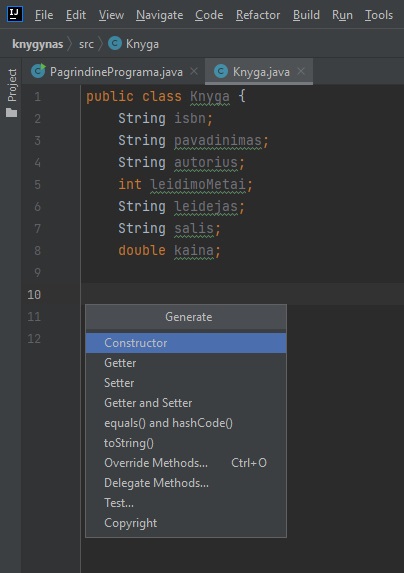 IJ File Edit View Navigate Code Refactor Build Run Tools
knygynas src Knyga
Project
PagrindinePrograma.java Knyga.java
1 public class Knyga {
2 String isbn;
3 String pavadinimas;
4 String autorius;
5 int leidimoMetai;
6 String leidejas;
7 String salis;
8 double kaina;
9
10
11
12
Generate
Constructor
Getter
Setter
Getter and Setter
equals() and hashCode()
toString()
Override Methods... Ctrl+O
Delegate Methods...
Test...
Copyright